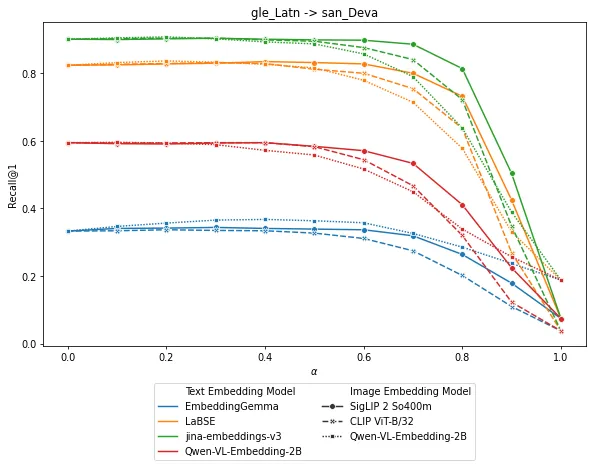 gle_Latn -> san_Deva
Recall@1
0.8
0.6
0.4
0.2
0.0
0.0 0.2 0.4 0.6 0.8 1.0
α
Text Embedding Model
EmbeddingGemma
LaBSE
jina-embeddings-v3
Qwen-VL-Embedding-2B
Image Embedding Model
SigLIP 2 So400m
CLIP ViT-B/32
Qwen-VL-Embedding-2B